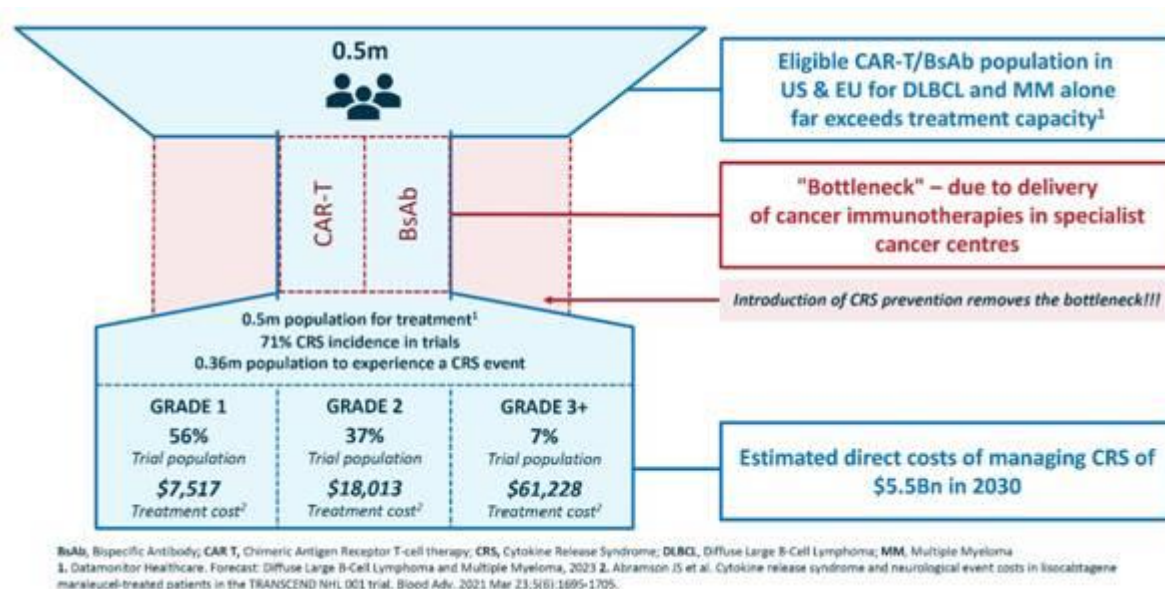 0.5m
Eligible CAR-T/BsAb population in
US & EU for DLBCL and MM alone
far exceeds treatment capacity¹
CAR-T
BsAb
"Bottleneck" – due to delivery
of cancer immunotherapies in specialist
cancer centres
Introduction of CRS prevention removes the bottleneck!!!
0.5m population for treatment¹
71% CRS incidence in trials
0.36m population to experience a CRS event
GRADE 1
56%
Trial population
$7,517
Treatment cost²
GRADE 2
37%
Trial population
$18,013
Treatment cost²
GRADE 3+
7%
Trial population
$61,228
Treatment cost²
Estimated direct costs of managing CRS of
$5.5Bn in 2030
BsAb, Bispecific Antibody; CAR T, Chimeric Antigen Receptor T-cell therapy; CRS, Cytokine Release Syndrome; DLBCL, Diffuse Large B-Cell Lymphoma; MM, Multiple Myeloma
1. Datamonitor Healthcare. Forecast: Diffuse Large B-Cell Lymphoma and Multiple Myeloma, 2023 2. Abramson JS et al. Cytokine release syndrome and neurological event costs in lisocabtagene
maraleucel-treated patients in the TRANSCEND NHL 001 trial. Blood Adv. 2021 Mar 23;5(6):1695-1705.